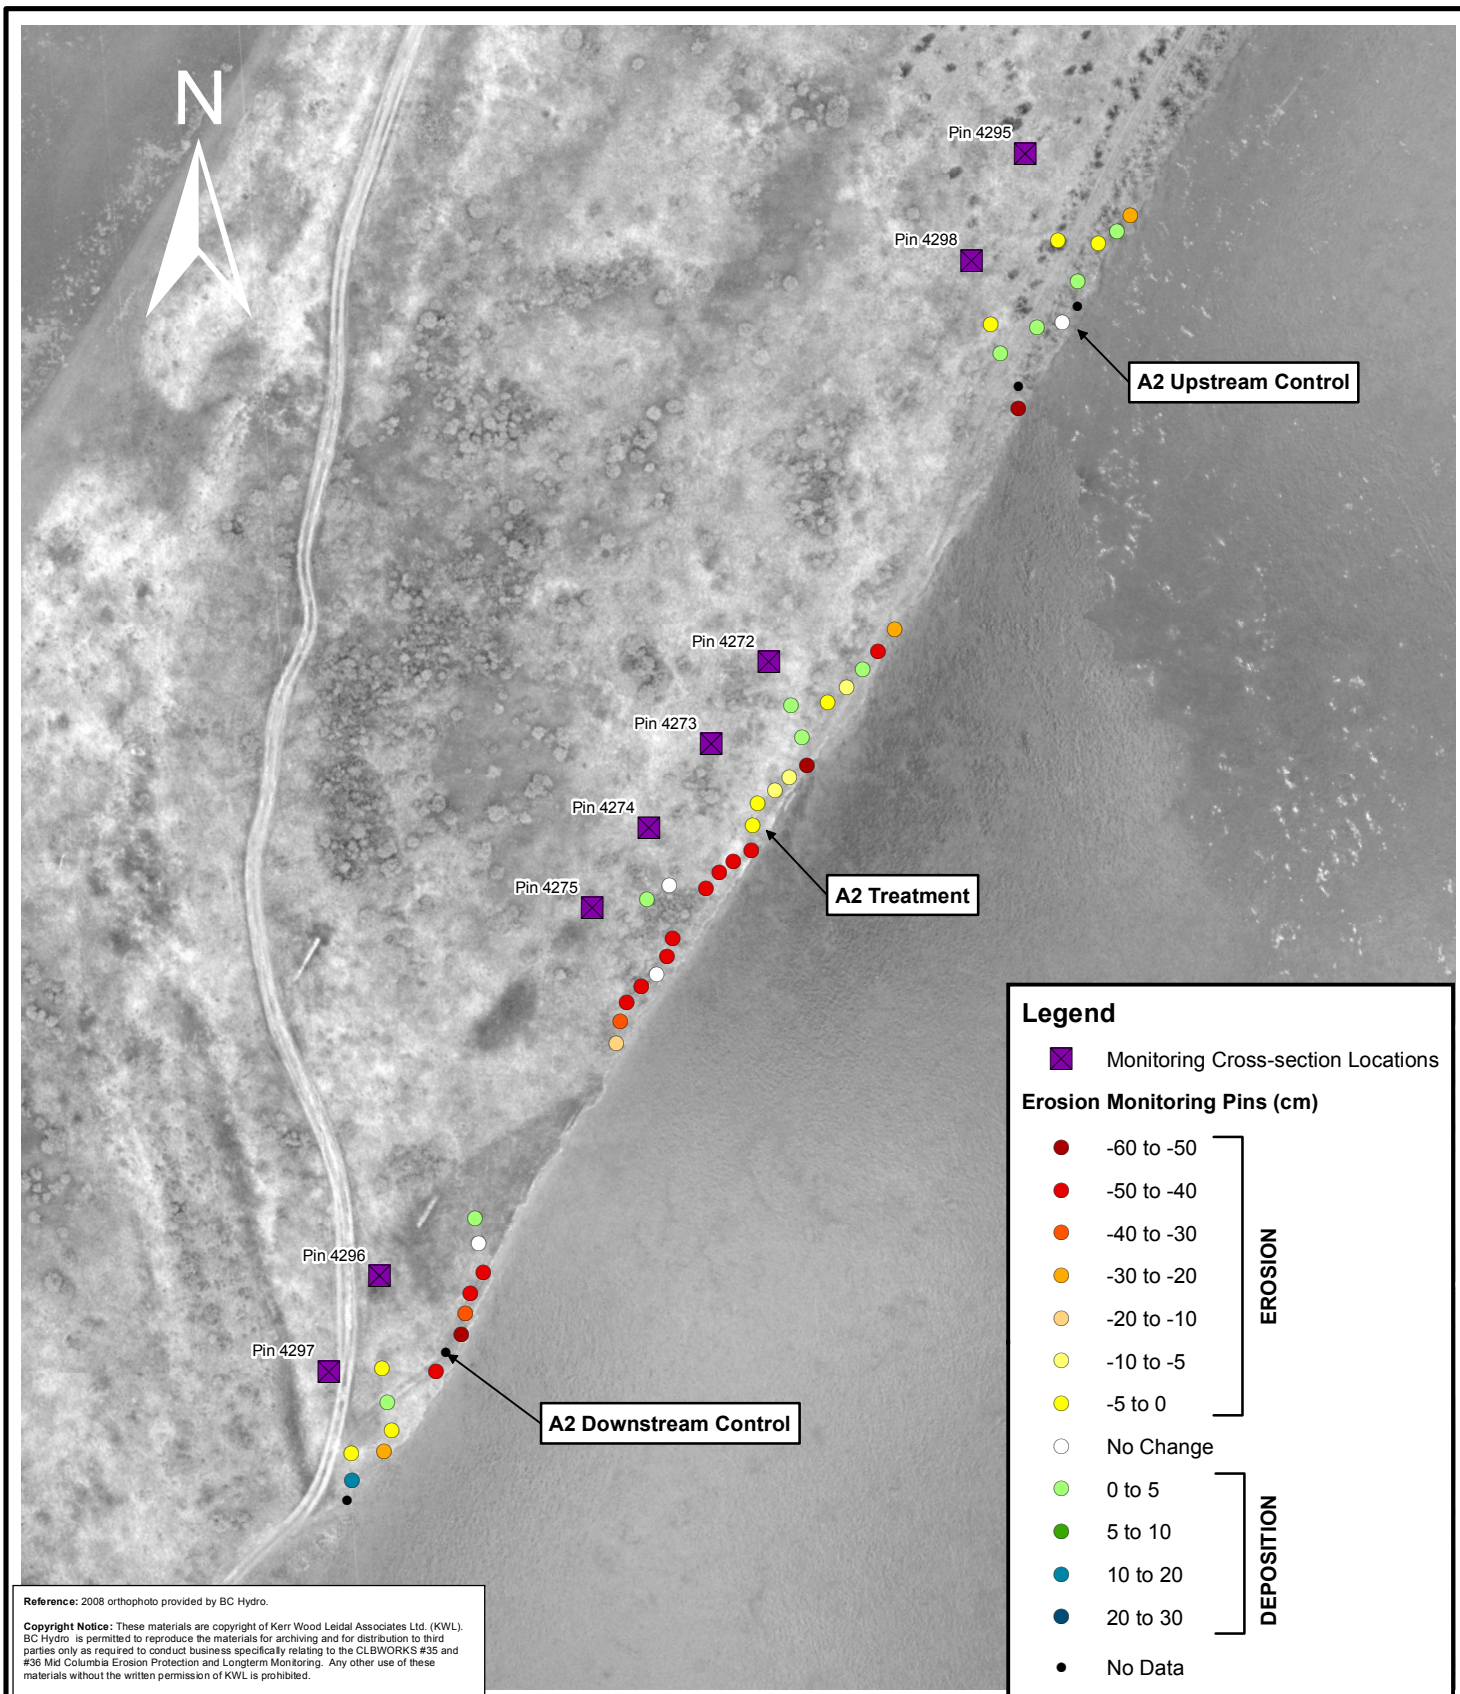 N
Pin 4295
Pin 4298
A2 Upstream Control
Pin 4272
Pin 4273
Pin 4274
A2 Treatment
Pin 4275
Pin 4296
Pin 4297
A2 Downstream Control
Legend
Monitoring Cross-section Locations
Erosion Monitoring Pins (cm)
-60 to -50
-50 to -40
-40 to -30
-30 to -20
-20 to -10
-10 to -5
-5 to 0
EROSION
No Change
0 to 5
5 to 10
10 to 20
20 to 30
DEPOSITION
No Data
Reference: 2008 orthophoto provided by BC Hydro.
Copyright Notice: These materials are copyright of Kerr Wood Leidal Associates Ltd. (KWL).
BC Hydro is permitted to reproduce the materials for archiving and for distribution to third
parties only as required to conduct business specifically relating to the CLBWORKS #35 and
#36 Mid Columbia Erosion Protection and Longterm Monitoring. Any other use of these
materials without the written permission of KWL is prohibited.